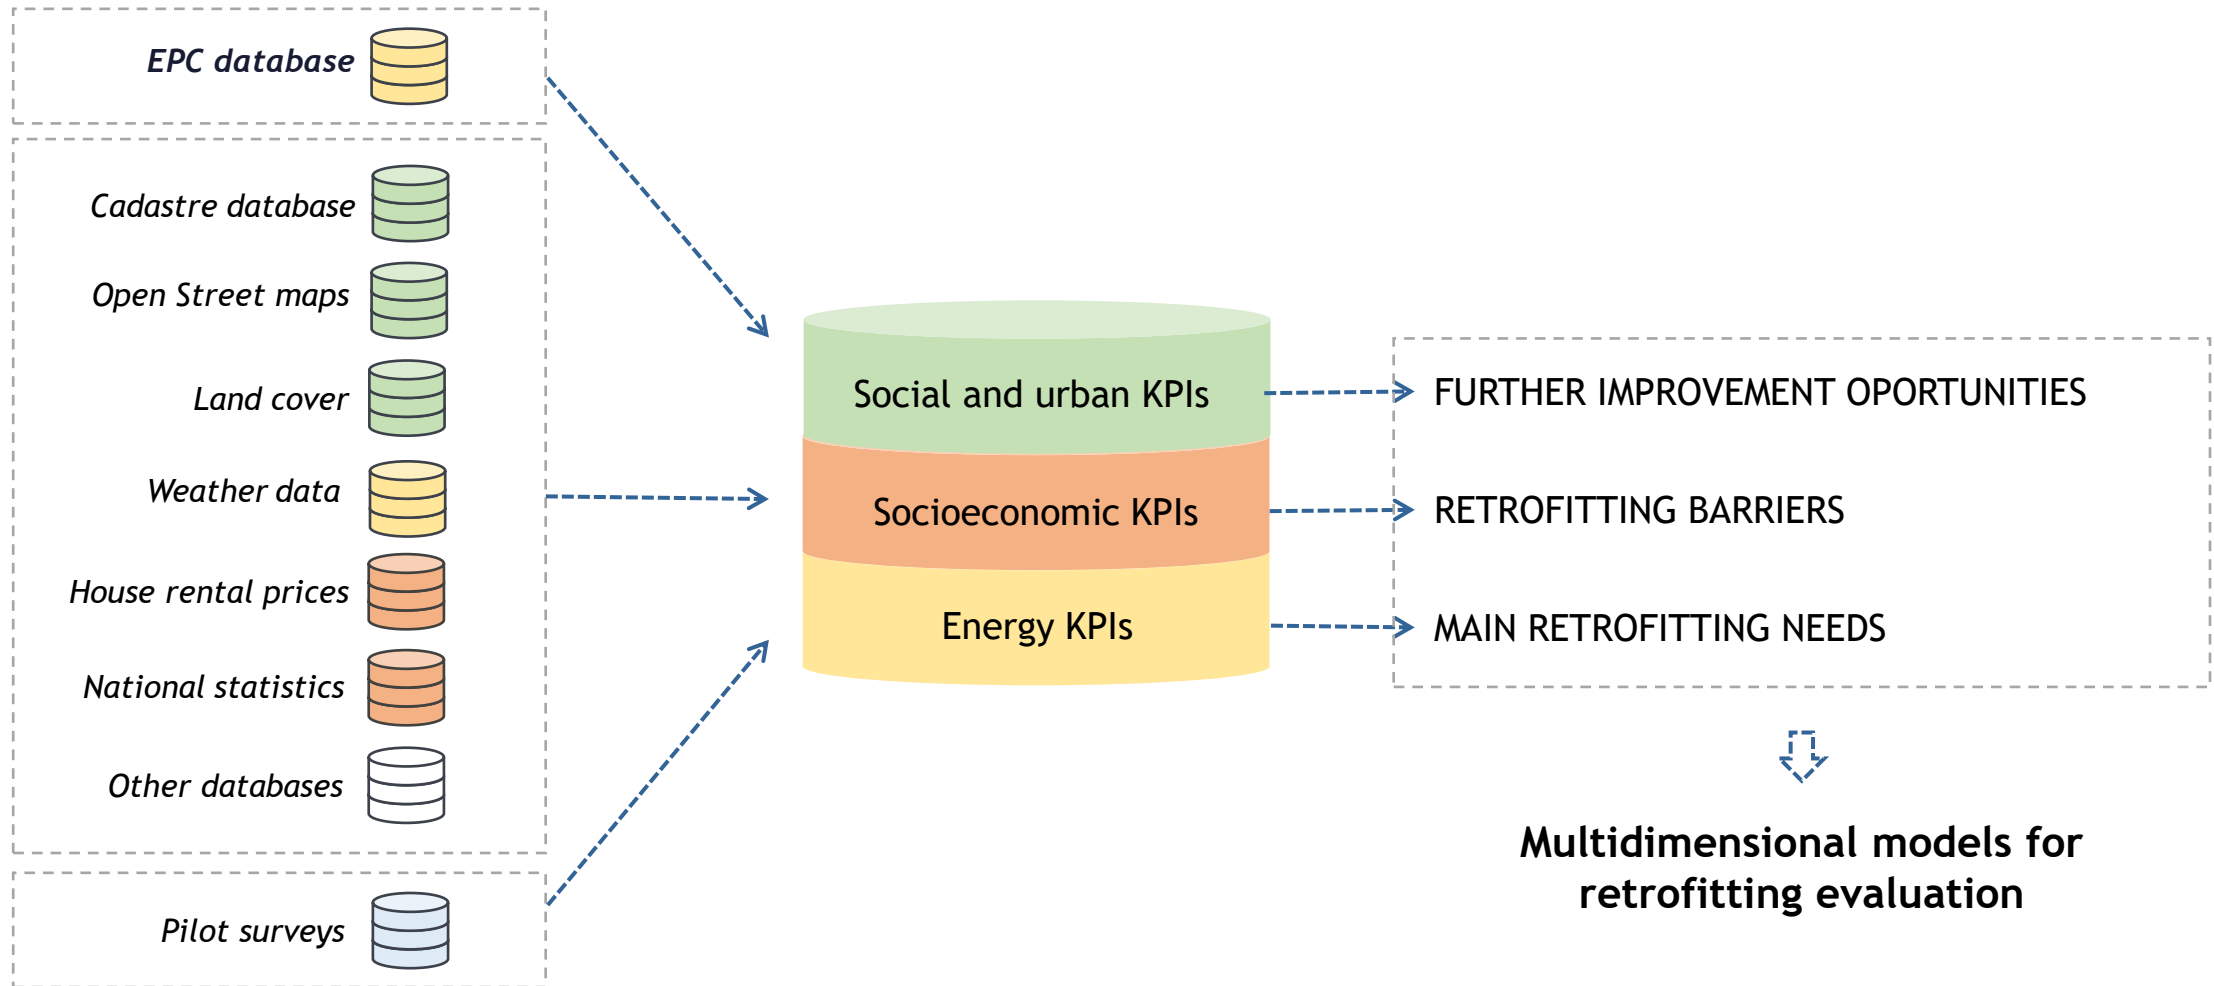 EPC database
Cadastre database
Open Street maps
Land cover
Weather data
House rental prices
National statistics
Other databases
Pilot surveys
Social and urban KPIs
Socioeconomic KPIs
Energy KPIs
FURTHER IMPROVEMENT OPORTUNITIES
RETROFITTING BARRIERS
MAIN RETROFITTING NEEDS
Multidimensional models for
retrofitting evaluation